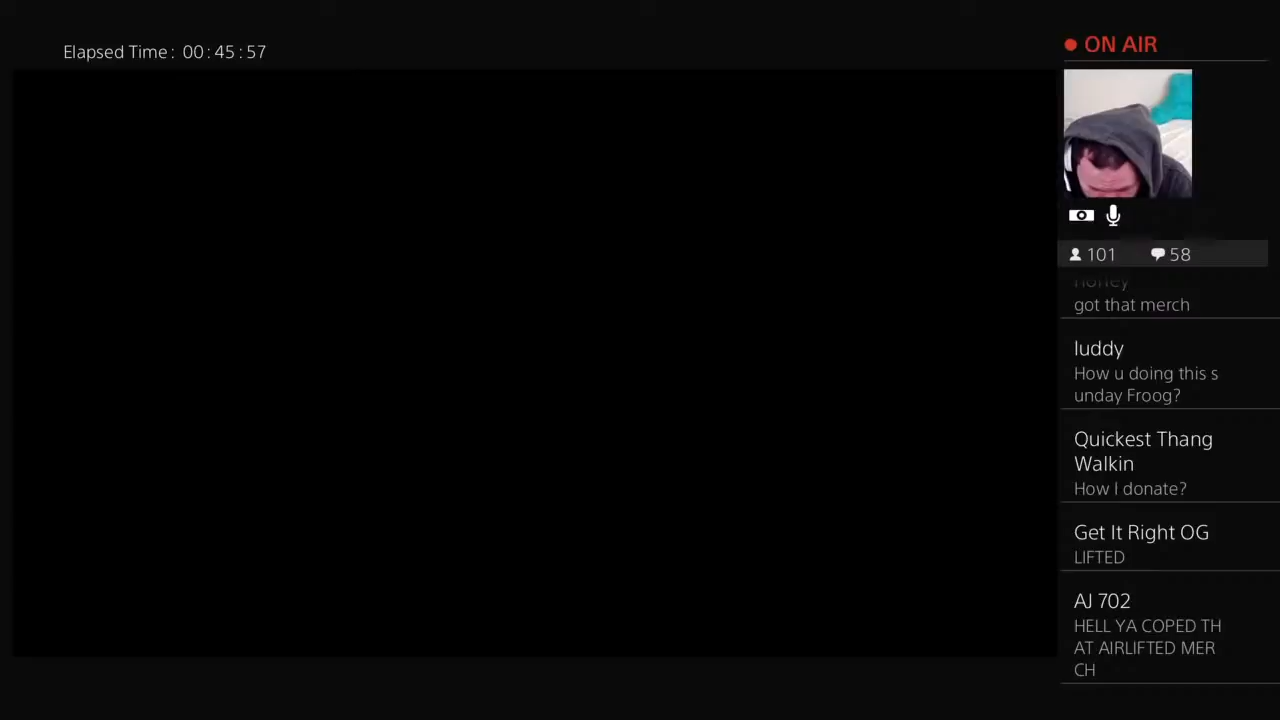 Elapsed Time: 00:45:57
ON AIR
101 58
got that merch
luddy
How u doing this s
unday Froog?
Quickest Thang
Walkin
How I donate?
Get It Right OG
LIFTED
AJ 702
HELL YA COPED TH
AT AIRLIFTED MER
CH